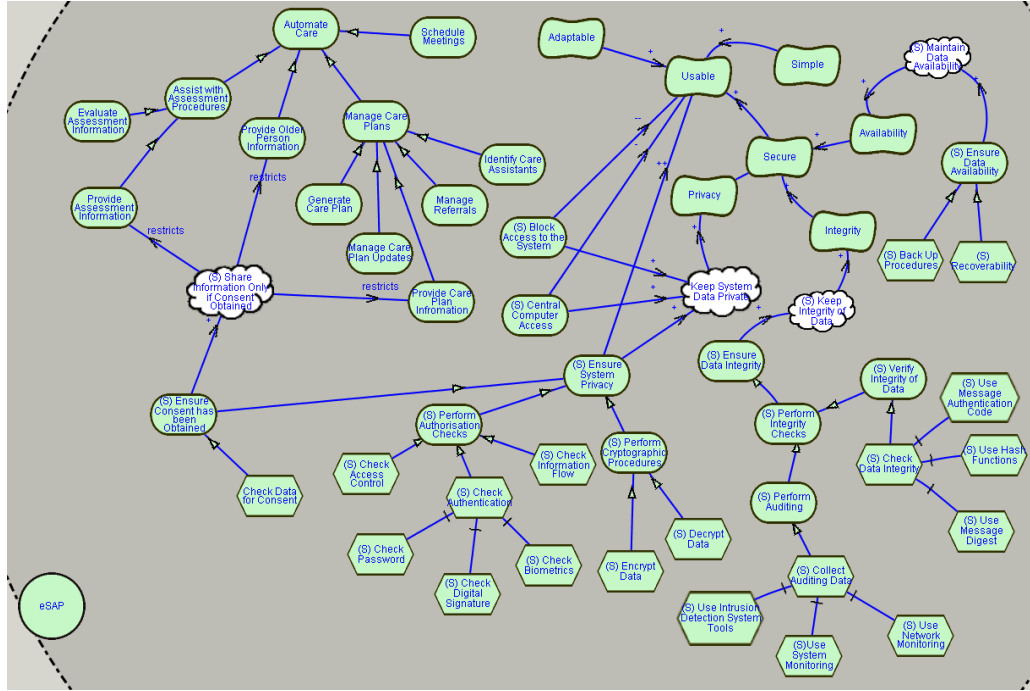 Automate
Care
Schedule
Meetings
Adaptable
+
+
Usable
Simple
(S) Maintain
Data
Availability
Assist with
Assessment
Procedures
Evaluate
Assessment
Information
Provide Older
Person
Information
Manage Care
Plans
Identify Care
Assistants
--
-
++
+
Secure
+
Availability
+
+
(S) Ensure
Data
Availability
Provide
Assessment
Information
restricts
restricts
Generate
Care Plan
Manage
Referrals
Manage Care
Plan Updates
Privacy
+
+
Integrity
+
(S) Block
Access to the
System
(S) Back Up
Procedures
(S)
Recoverability
(S) Share
Information Only
if Consent
Obtained
restricts
Provide Care
Plan Infromation
+
+
Keep System
Data Private
(S) Central
Computer
Access
(S) Keep
Integrity of
Data
+
+
+
(S) Ensure
System
Privacy
(S) Ensure
Data Integrity
(S) Verify
Integrity of
Data
(S) Use
Message
Authentication
Code
(S) Ensure
Consent has
been
Obtained
(S) Perform
Authorisation
Checks
(S) Perform
Integrity
Checks
(S) Perform
Cryptographic
Procedures
(S) Check
Data Integrity
(S) Use Hash
Functions
(S) Check
Access
Control
(S) Check
Information
Flow
Check Data
for Consent
(S) Check
Authentication
(S) Perform
Auditing
(S) Use
Message
Digest
(S) Check
Password
(S) Check
Digital
Signature
(S) Check
Biometrics
(S) Encrypt
Data
(S) Decrypt
Data
(S) Collect
Auditing Data
eSAP
(S) Use Intrusion
Detection System
Tools
(S)Use
System
Monitoring
(S) Use
Network
Monitoring